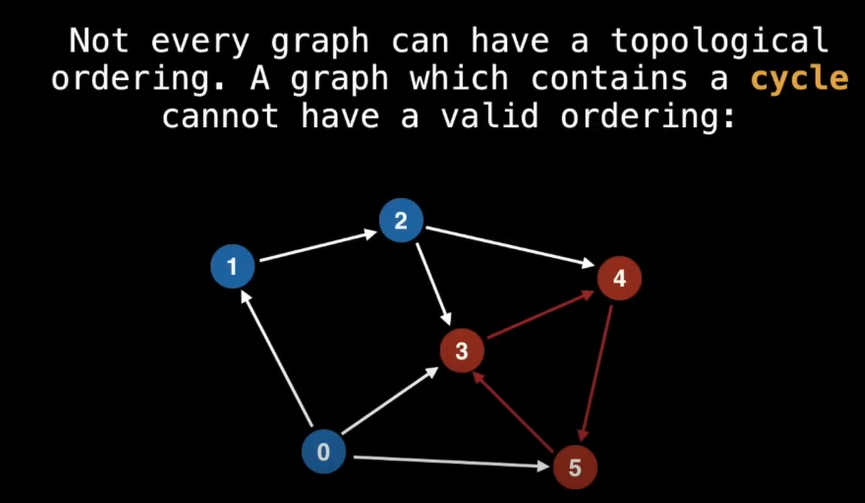 Not every graph can have a topological
ordering. A graph which contains a cycle
cannot have a valid ordering:
2
1
4
3
0
5